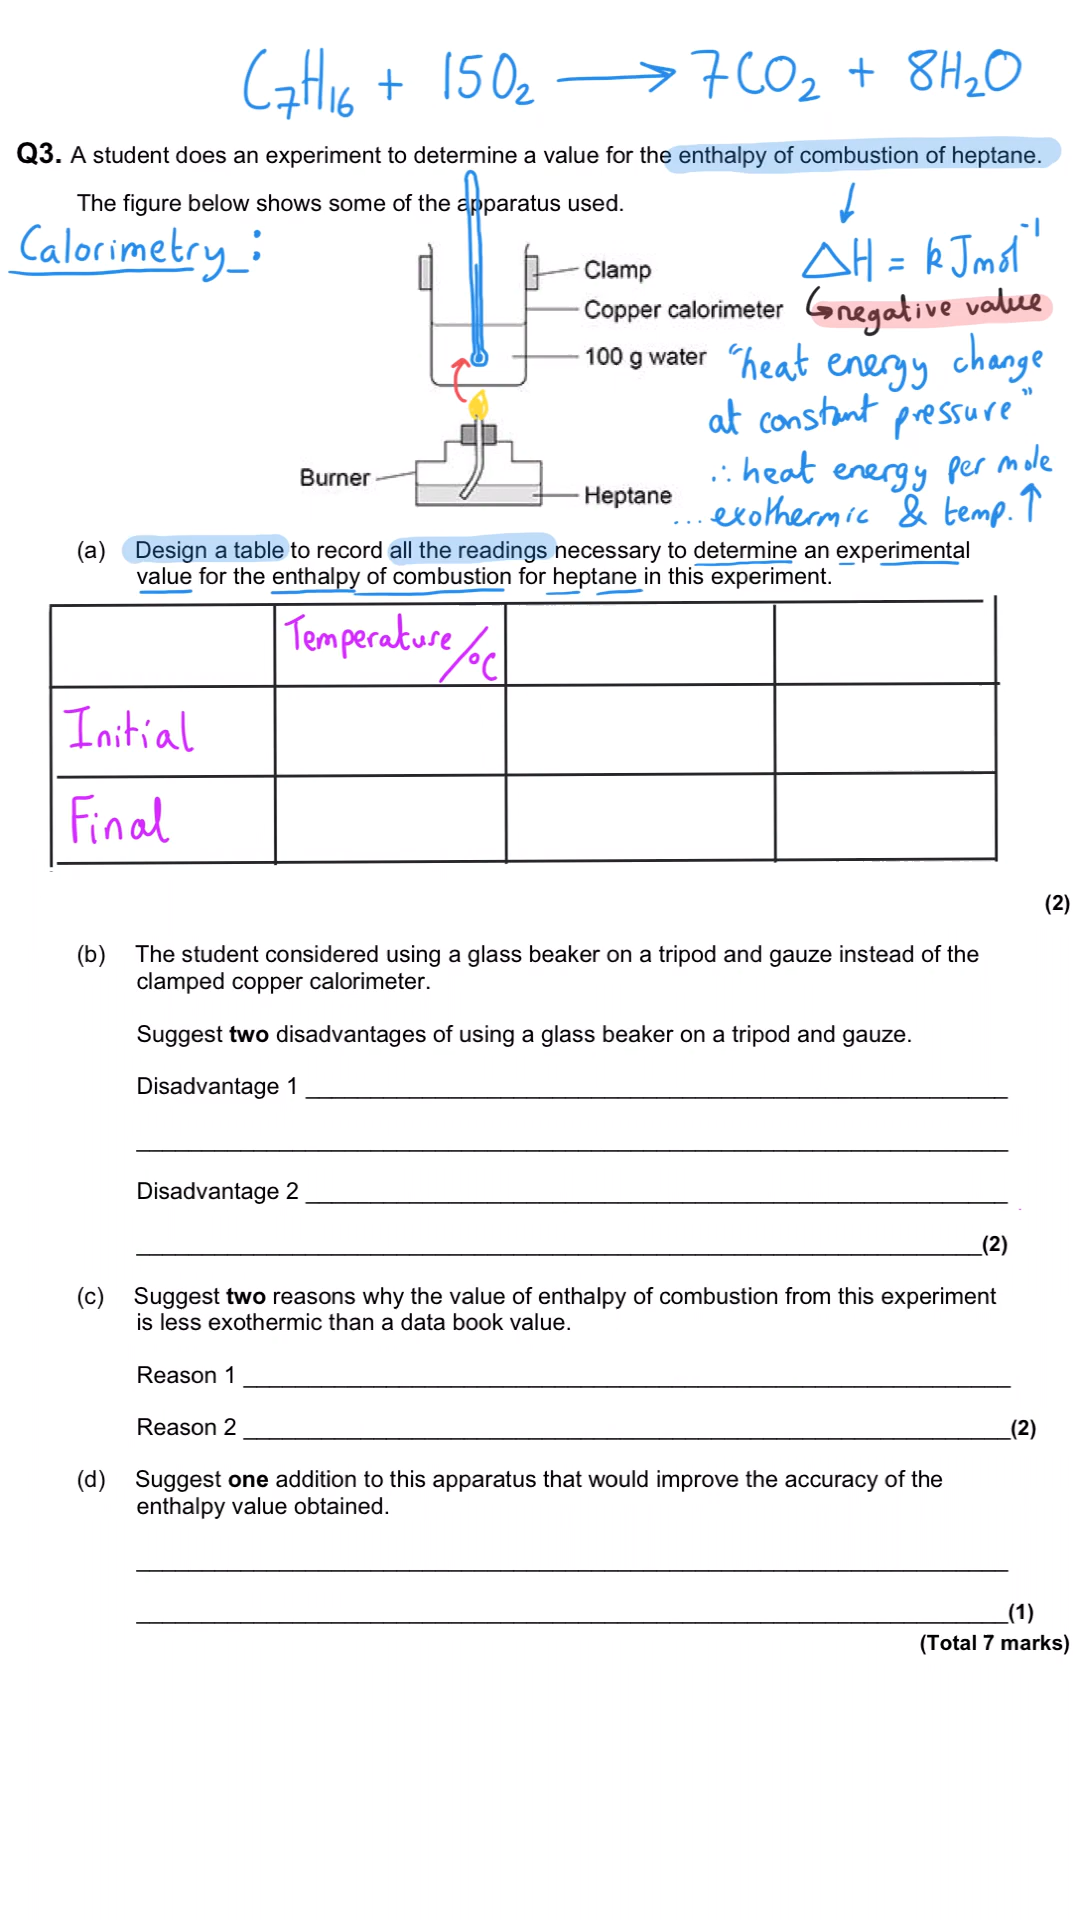 C₇H₁₆ + 15O₂ ⟶ 7CO₂ + 8H₂O
Q3. A student does an experiment to determine a value for the enthalpy of combustion of heptane.
The figure below shows some of the apparatus used.
Calorimetry :
Clamp
Copper calorimeter
100 g water
Burner
Heptane
ΔH = kJmol⁻¹
↳negative value
"heat energy change
at constant pressure"
∴ heat energy per mole
...exothermic & temp.↑
(a) Design a table to record all the readings necessary to determine an experimental
value for the enthalpy of combustion for heptane in this experiment.
Temperature/°C
Initial
Final
(2)
(b) The student considered using a glass beaker on a tripod and gauze instead of the
clamped copper calorimeter.
Suggest two disadvantages of using a glass beaker on a tripod and gauze.
Disadvantage 1
Disadvantage 2
(2)
(c) Suggest two reasons why the value of enthalpy of combustion from this experiment
is less exothermic than a data book value.
Reason 1
Reason 2
(2)
(d) Suggest one addition to this apparatus that would improve the accuracy of the
enthalpy value obtained.
(1)
(Total 7 marks)